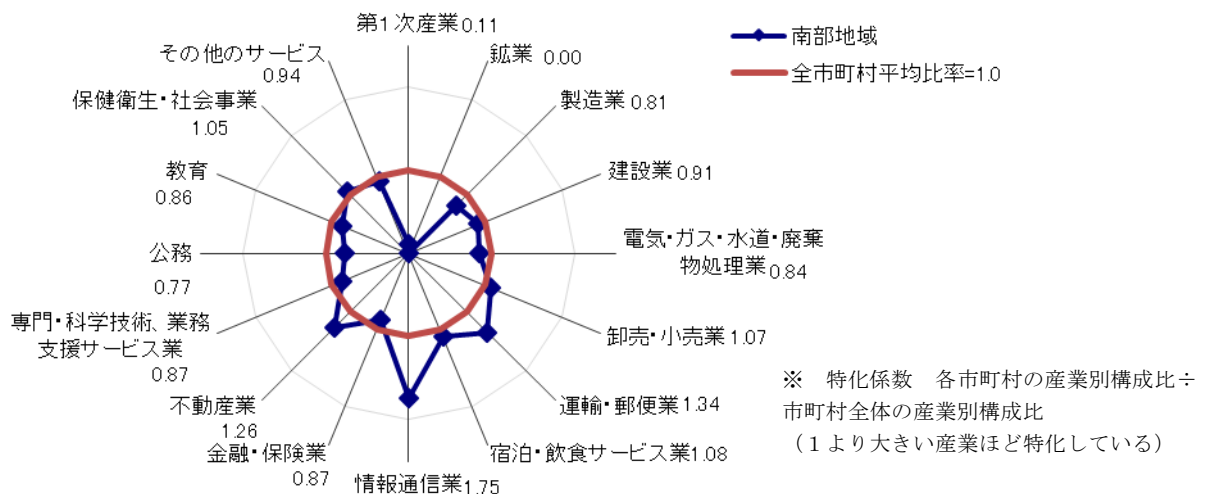 第1次産業0.11
鉱業 0.00
製造業0.81
建設業0.91
電気・ガス・水道・廃棄
物処理業0.84
卸売・小売業1.07
運輸・郵便業1.34
宿泊・飲食サービス業1.08
情報通信業1.75
金融・保険業
0.87
不動産業
1.26
専門・科学技術、業務
支援サービス業
0.87
公務
0.77
教育
0.86
保健衛生・社会事業
1.05
その他のサービス
0.94
南部地域
全市町村平均比率=1.0
※ 特化係数 各市町村の産業別構成比÷
市町村全体の産業別構成比
（１より大きい産業ほど特化している）